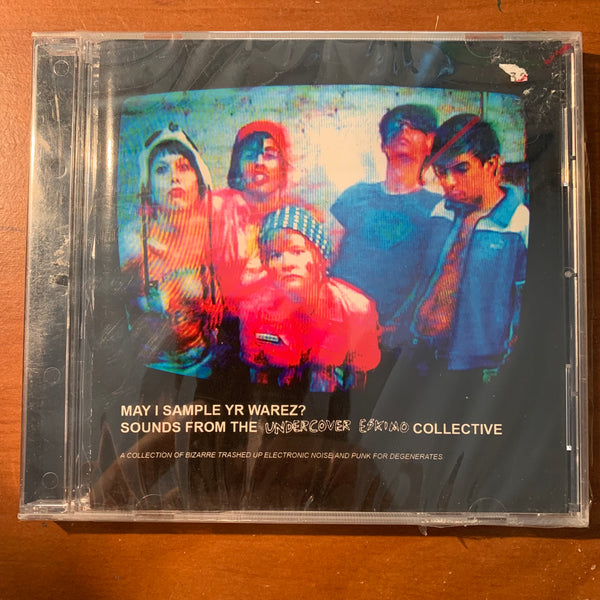 MAY I SAMPLE YR WAREZ?
SOUNDS FROM THE UNDERCOVER ESKIMO COLLECTIVE
A COLLECTION OF BIZARRE TRASHED UP ELECTRONIC NOISE AND PUNK FOR DEGENERATES.